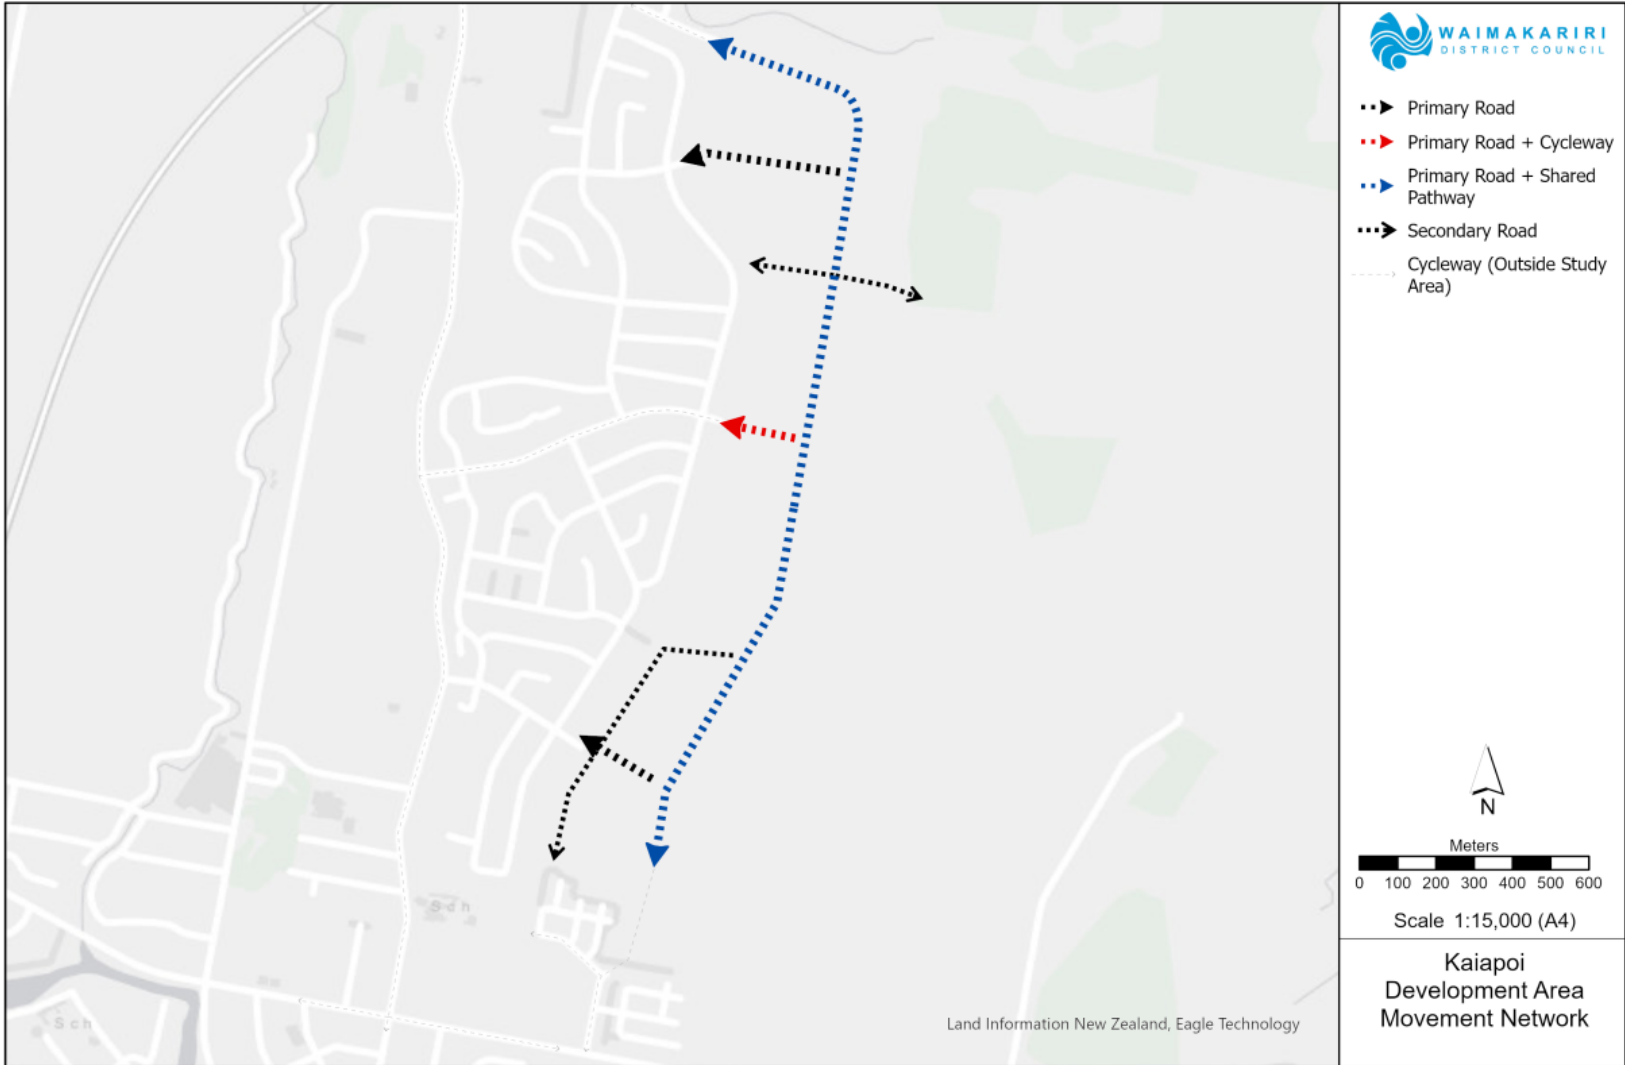 WAIMAKARIRI
DISTRICT COUNCIL
Primary Road
Primary Road + Cycleway
Primary Road + Shared
Pathway
Secondary Road
Cycleway (Outside Study
Area)
N
Meters
0 100 200 300 400 500 600
Scale 1:15,000 (A4)
Kaiapoi
Development Area
Movement Network
Sch
Sch
Land Information New Zealand, Eagle Technology